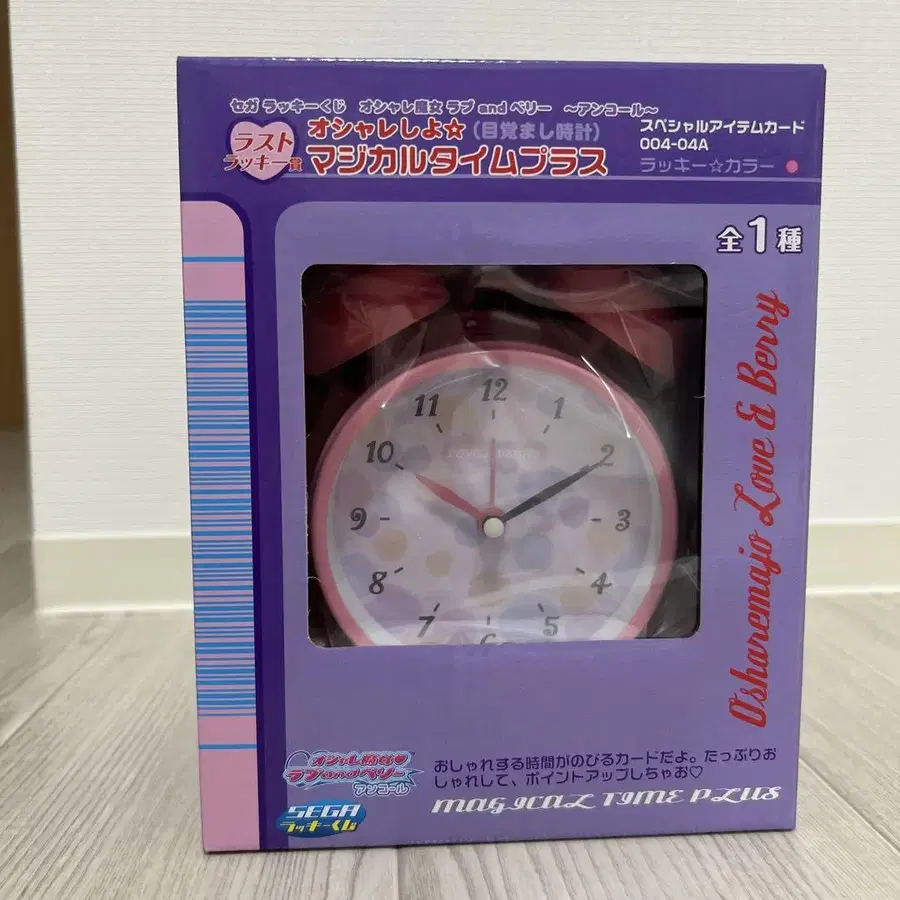 セガ ラッキーくじ オシャレ魔女 ラブ and ベリー ～アンコール～
ラスト
ラッキー賞
オシャレしよ☆(目覚まし時計)
マジカルタイムプラス
スペシャルアイテムカード
004-04A
ラッキー☆カラー
全1種
Osharemajo Love & Berry
12
1
2
3
4
5
6
7
8
9
10
11
オシャレ魔女
ラブandベリー
アンコール
SEGA
ラッキーくじ
おしゃれする時間がのびるカードだよ。たっぷりお
しゃれして、ポイントアップしちゃお♡
MAGICAL TIME PLUS